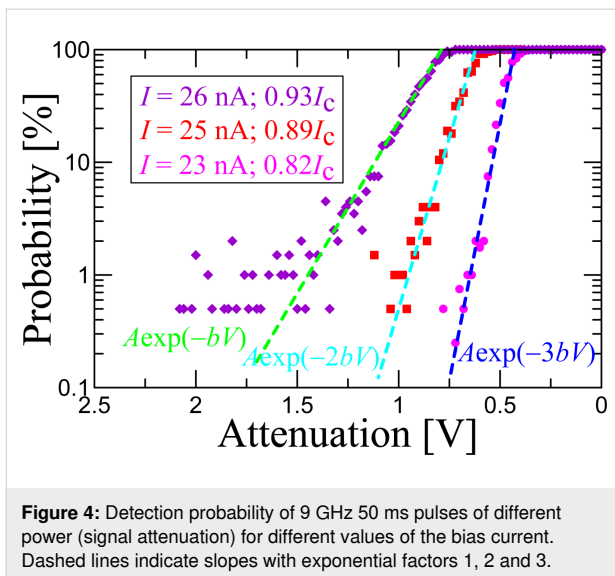 100
10
1
0.1
Probability [%]
I = 26 nA; 0.93Ic
I = 25 nA; 0.89Ic
I = 23 nA; 0.82Ic
Aexp(−bV)
Aexp(−2bV)
Aexp(−3bV)
2.5 2 1.5 1 0.5 0
Attenuation [V]
Figure 4: Detection probability of 9 GHz 50 ms pulses of different
power (signal attenuation) for different values of the bias current.
Dashed lines indicate slopes with exponential factors 1, 2 and 3.